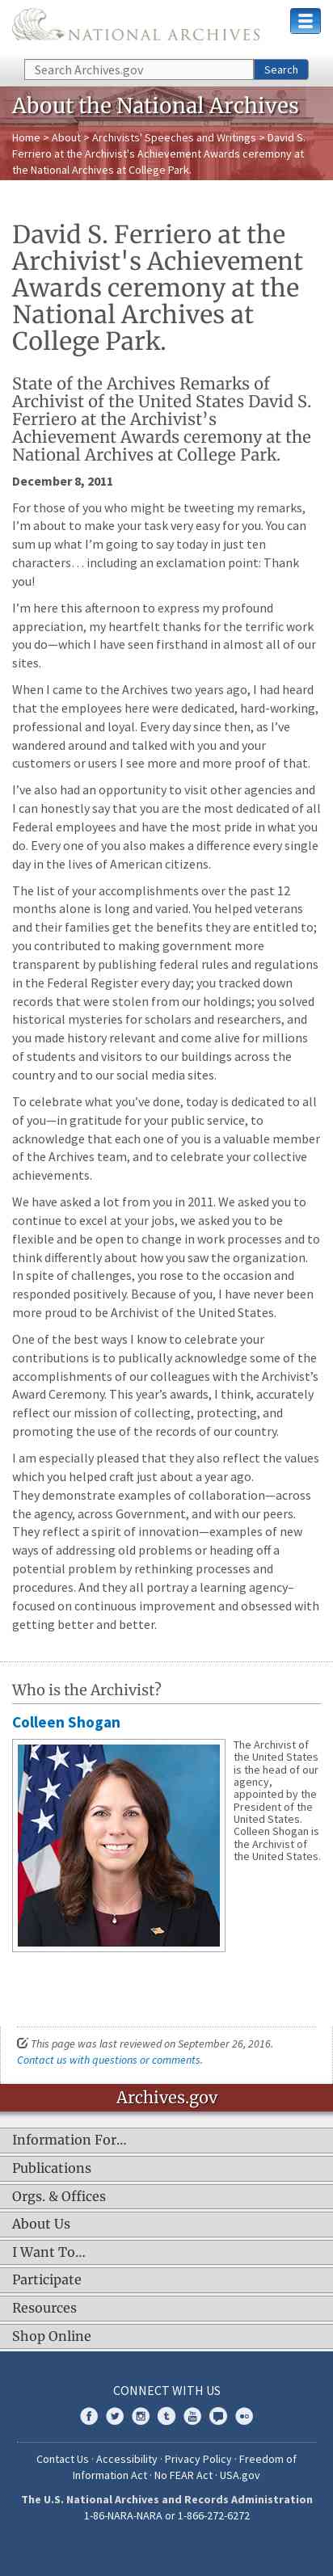 NATIONAL ARCHIVES
Search Archives.gov
Search
About the National Archives
Home > About > Archivists' Speeches and Writings > David S.
Ferriero at the Archivist's Achievement Awards ceremony at
the National Archives at College Park.
David S. Ferriero at the
Archivist's Achievement
Awards ceremony at the
National Archives at
College Park.
State of the Archives Remarks of
Archivist of the United States David S.
Ferriero at the Archivist’s
Achievement Awards ceremony at the
National Archives at College Park.
December 8, 2011
For those of you who might be tweeting my remarks,
I’m about to make your task very easy for you. You can
sum up what I’m going to say today in just ten
characters. . . including an exclamation point: Thank
you!
I’m here this afternoon to express my profound
appreciation, my heartfelt thanks for the terrific work
you do—which I have seen firsthand in almost all of our
sites.
When I came to the Archives two years ago, I had heard
that the employees here were dedicated, hard-working,
professional and loyal. Every day since then, as I’ve
wandered around and talked with you and your
customers or users I see more and more proof of that.
I’ve also had an opportunity to visit other agencies and
I can honestly say that you are the most dedicated of all
Federal employees and have the most pride in what you
do. Every one of you also makes a difference every single
day in the lives of American citizens.
The list of your accomplishments over the past 12
months alone is long and varied. You helped veterans
and their families get the benefits they are entitled to;
you contributed to making government more
transparent by publishing federal rules and regulations
in the Federal Register every day; you tracked down
records that were stolen from our holdings; you solved
historical mysteries for scholars and researchers, and
you made history relevant and come alive for millions
of students and visitors to our buildings across the
country and to our social media sites.
To celebrate what you’ve done, today is dedicated to all
of you—in gratitude for your public service, to
acknowledge that each one of you is a valuable member
of the Archives team, and to celebrate your collective
achievements.
We have asked a lot from you in 2011. We asked you to
continue to excel at your jobs, we asked you to be
flexible and be open to change in work processes and to
think differently about how you saw the organization.
In spite of challenges, you rose to the occasion and
responded positively. Because of you, I have never been
more proud to be Archivist of the United States.
One of the best ways I know to celebrate your
contributions is to publically acknowledge some of the
accomplishments of our colleagues with the Archivist’s
Award Ceremony. This year’s awards, I think, accurately
reflect our mission of collecting, protecting, and
promoting the use of the records of our country.
I am especially pleased that they also reflect the values
which you helped craft just about a year ago.
They demonstrate examples of collaboration—across
the agency, across Government, and with our peers.
They reflect a spirit of innovation—examples of new
ways of addressing old problems or heading off a
potential problem by rethinking processes and
procedures. And they all portray a learning agency–
focused on continuous improvement and obsessed with
getting better and better.
Who is the Archivist?
Colleen Shogan
The Archivist of
the United States
is the head of our
agency,
appointed by the
President of the
United States.
Colleen Shogan is
the Archivist of
the United States.
This page was last reviewed on September 26, 2016.
Contact us with questions or comments.
Archives.gov
Information For...
Publications
Orgs. & Offices
About Us
I Want To...
Participate
Resources
Shop Online
CONNECT WITH US
Contact Us · Accessibility · Privacy Policy · Freedom of
Information Act · No FEAR Act · USA.gov
The U.S. National Archives and Records Administration
1-86-NARA-NARA or 1-866-272-6272